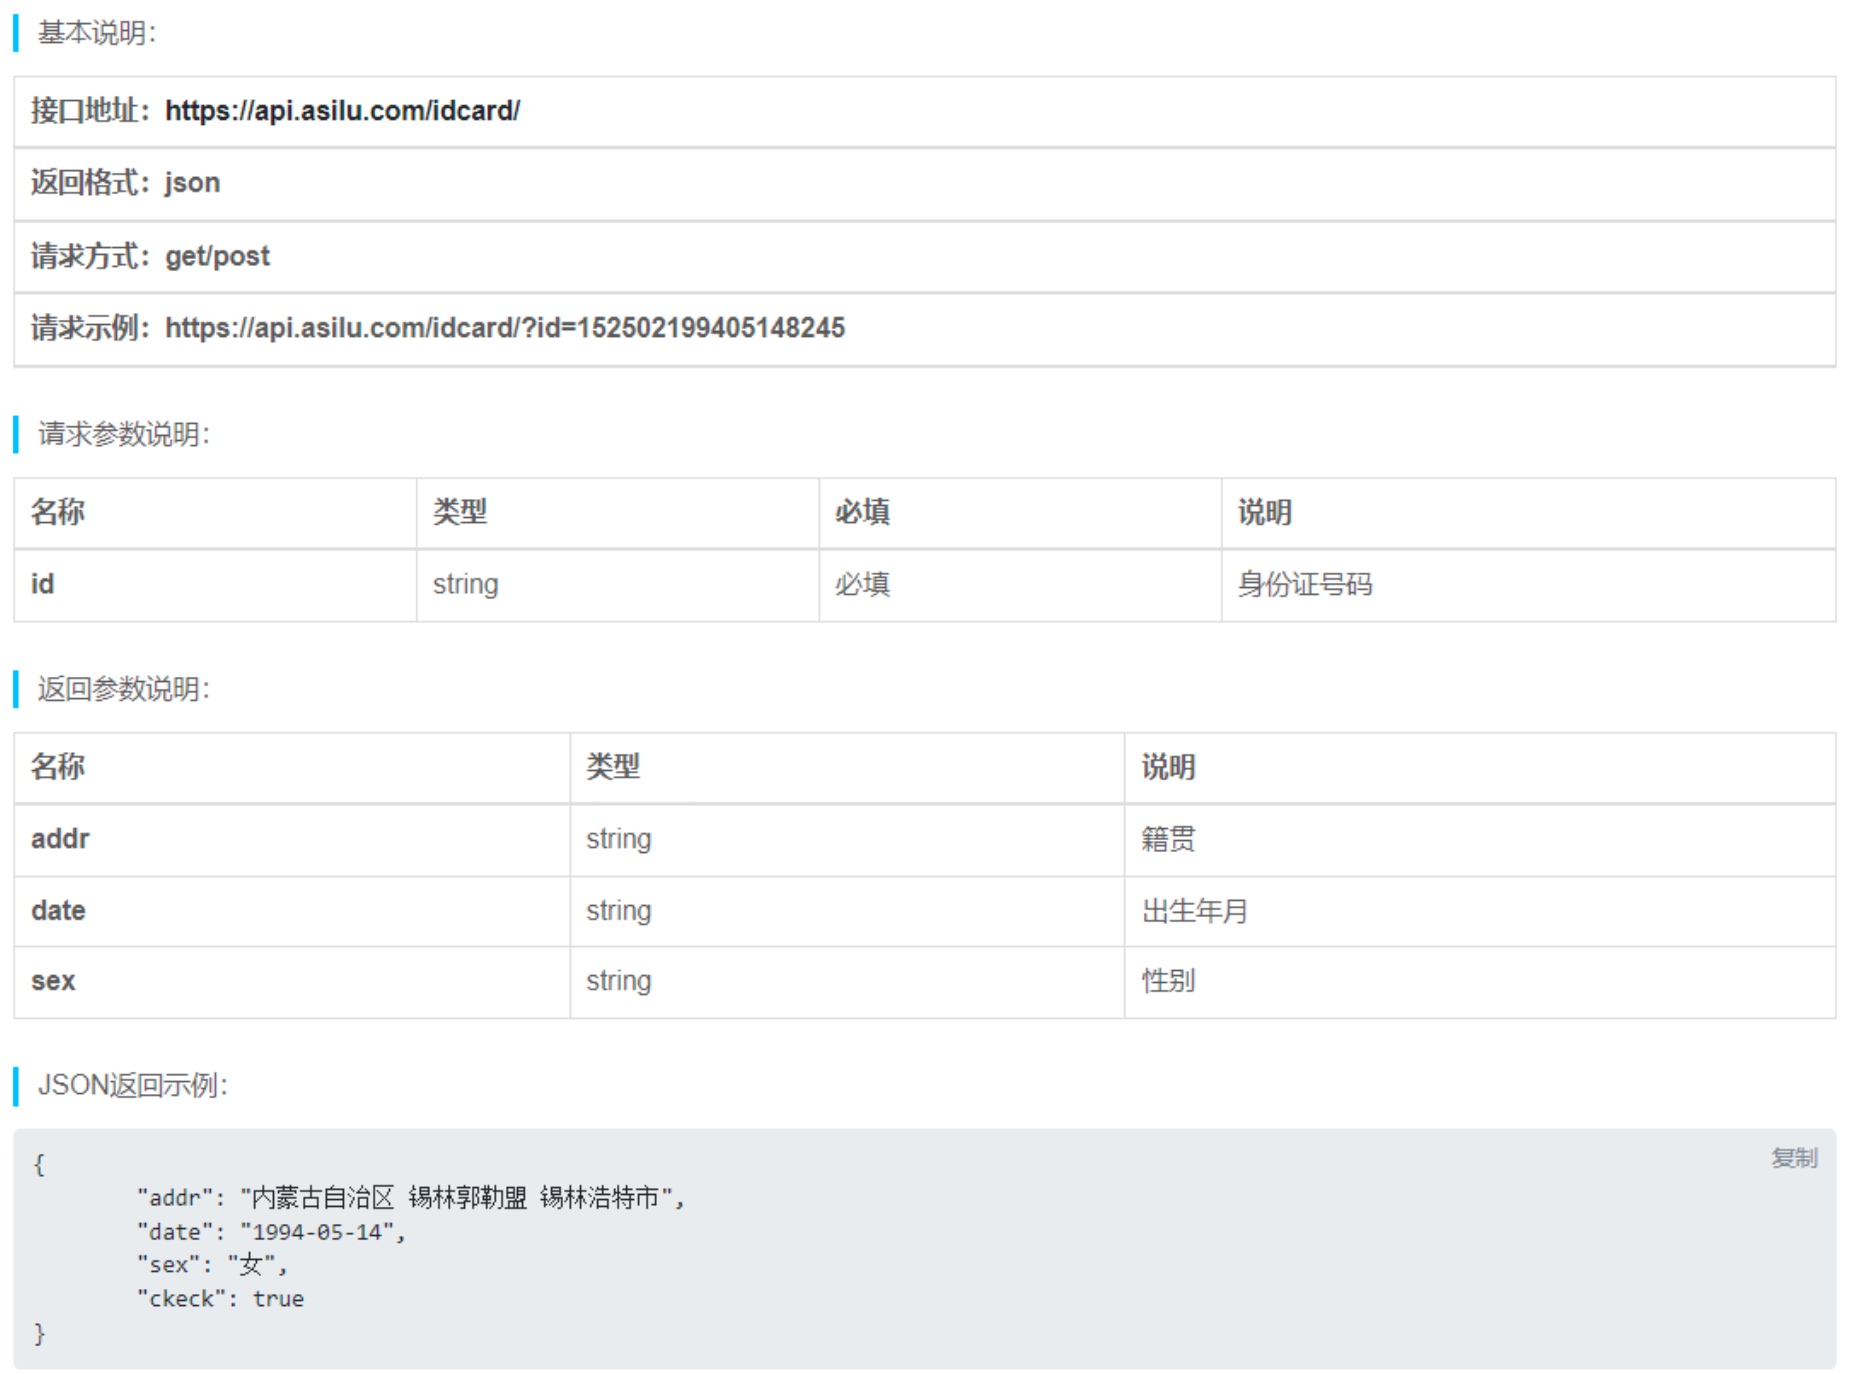 基本说明：
接口地址：https://api.asilu.com/idcard/
返回格式：json
请求方式：get/post
请求示例：https://api.asilu.com/idcard/?id=152502199405148245
请求参数说明：
名称 类型 必填 说明
id string 必填 身份证号码
返回参数说明：
名称 类型 说明
addr string 籍贯
date string 出生年月
sex string 性别
JSON返回示例：
复制
{
"addr": "内蒙古自治区 锡林郭勒盟 锡林浩特市",
"date": "1994-05-14",
"sex": "女",
"ckeck": true
}